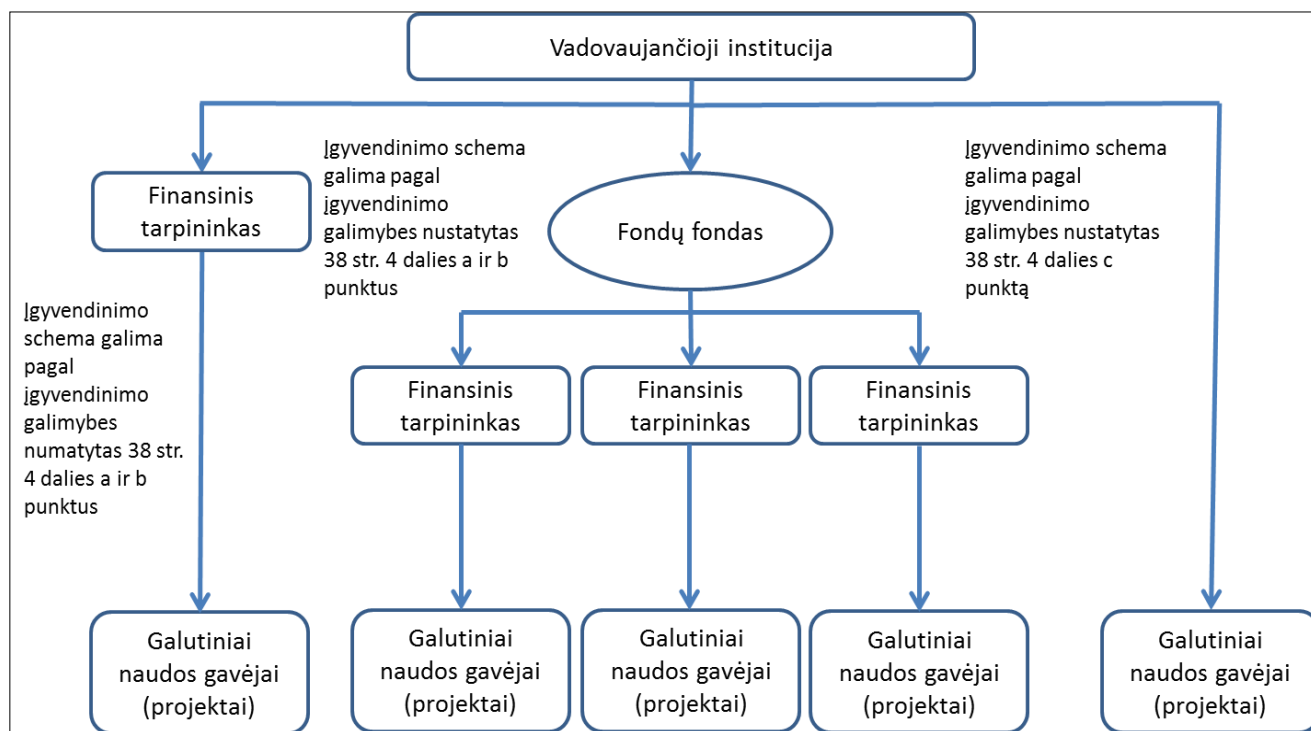 Vadovaujančioji institucija
Įgyvendinimo schema
galima pagal
įgyvendinimo
galimybes nustatytas
38 str. 4 dalies a ir b
punktus
Įgyvendinimo schema
galima pagal
įgyvendinimo
galimybes nustatytas
38 str. 4 dalies c
punktą
Finansinis
tarpininkas
Fondų fondas
Įgyvendinimo
schema galima
pagal
įgyvendinimo
galimybes
numatytas 38 str.
4 dalies a ir b
punktus
Finansinis
tarpininkas
Finansinis
tarpininkas
Finansinis
tarpininkas
Galutiniai
naudos gavėjai
(projektai)
Galutiniai
naudos gavėjai
(projektai)
Galutiniai
naudos gavėjai
(projektai)
Galutiniai
naudos gavėjai
(projektai)
Galutiniai
naudos gavėjai
(projektai)